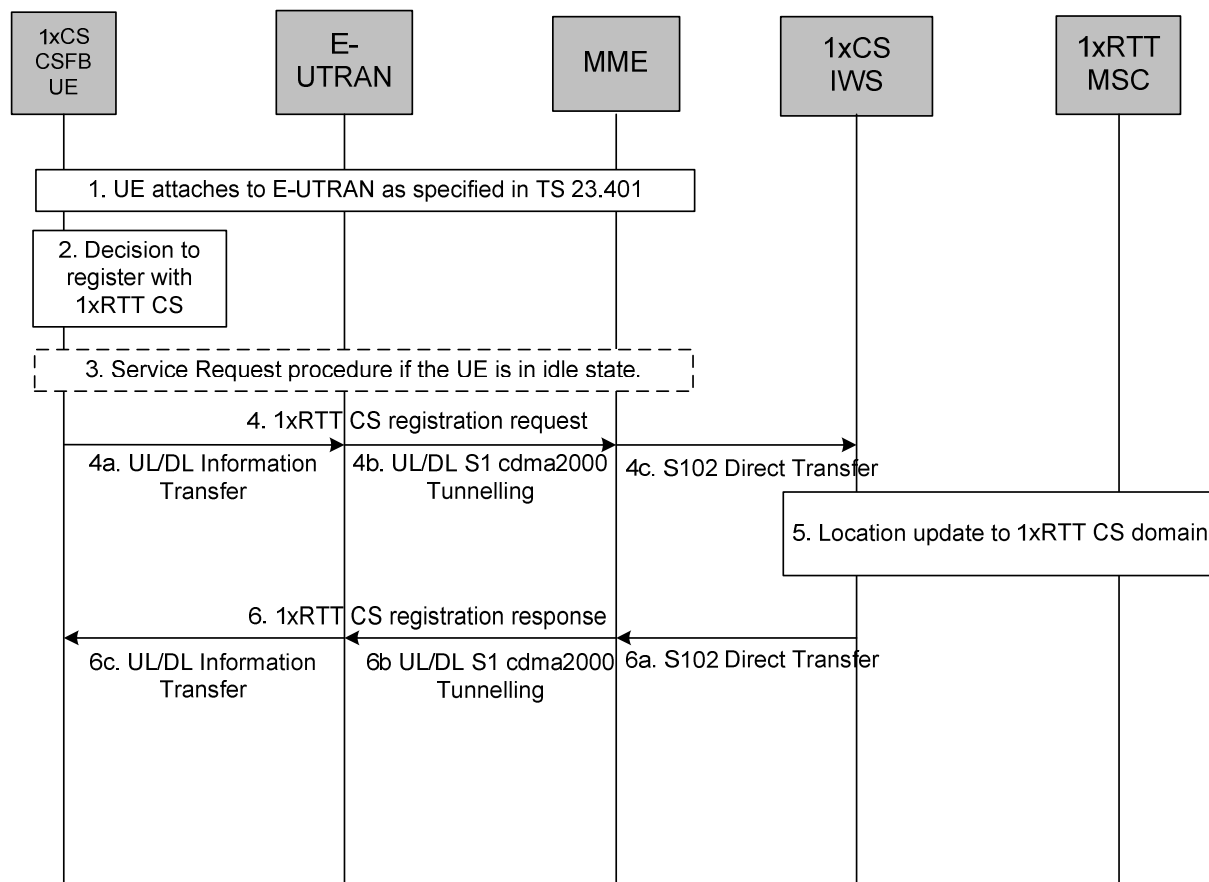 1xCS
CSFB
UE
E-
UTRAN
MME
1xCS
IWS
1xRTT
MSC
1. UE attaches to E-UTRAN as specified in TS 23.401
2. Decision to
register with
1xRTT CS
3. Service Request procedure if the UE is in idle state.
4. 1xRTT CS registration request
4a. UL/DL Information
Transfer
4b. UL/DL S1 cdma2000
Tunnelling
4c. S102 Direct Transfer
5. Location update to 1xRTT CS domain
6. 1xRTT CS registration response
6c. UL/DL Information
Transfer
6b UL/DL S1 cdma2000
Tunnelling
6a. S102 Direct Transfer